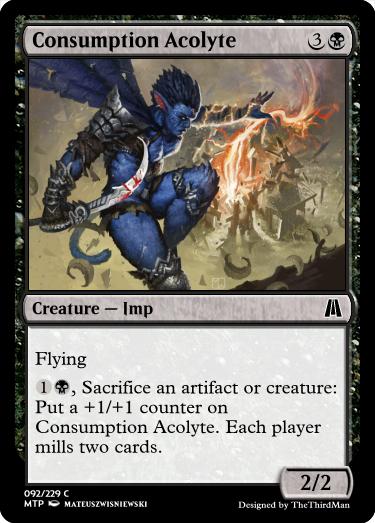 Consumption Acolyte 3
Creature — Imp
Flying
1, Sacrifice an artifact or creature:
Put a +1/+1 counter on
Consumption Acolyte. Each player
mills two cards.
2/2
092/229 C
MTP MATEUSZWISNIEWSKI
Designed by TheThirdMan